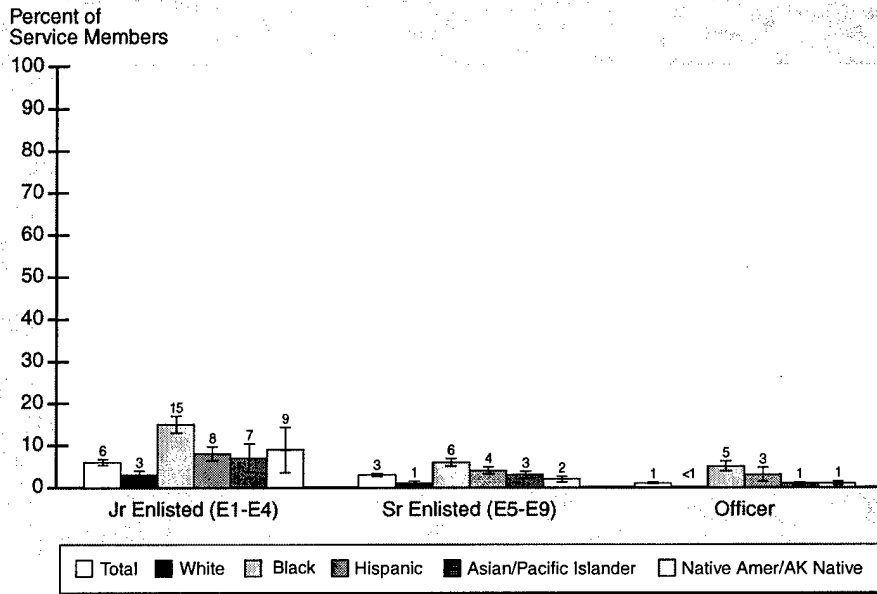 Percent of
Service Members
100
90
80
70
60
50
40
30
20
10
0
6 3 15 8 7 9
3 1 6 4 3 2
1 <1 5 3 1 1
Jr Enlisted (E1-E4) Sr Enlisted (E5-E9) Officer
Total White Black Hispanic Asian/Pacific Islander Native Amer/AK Native